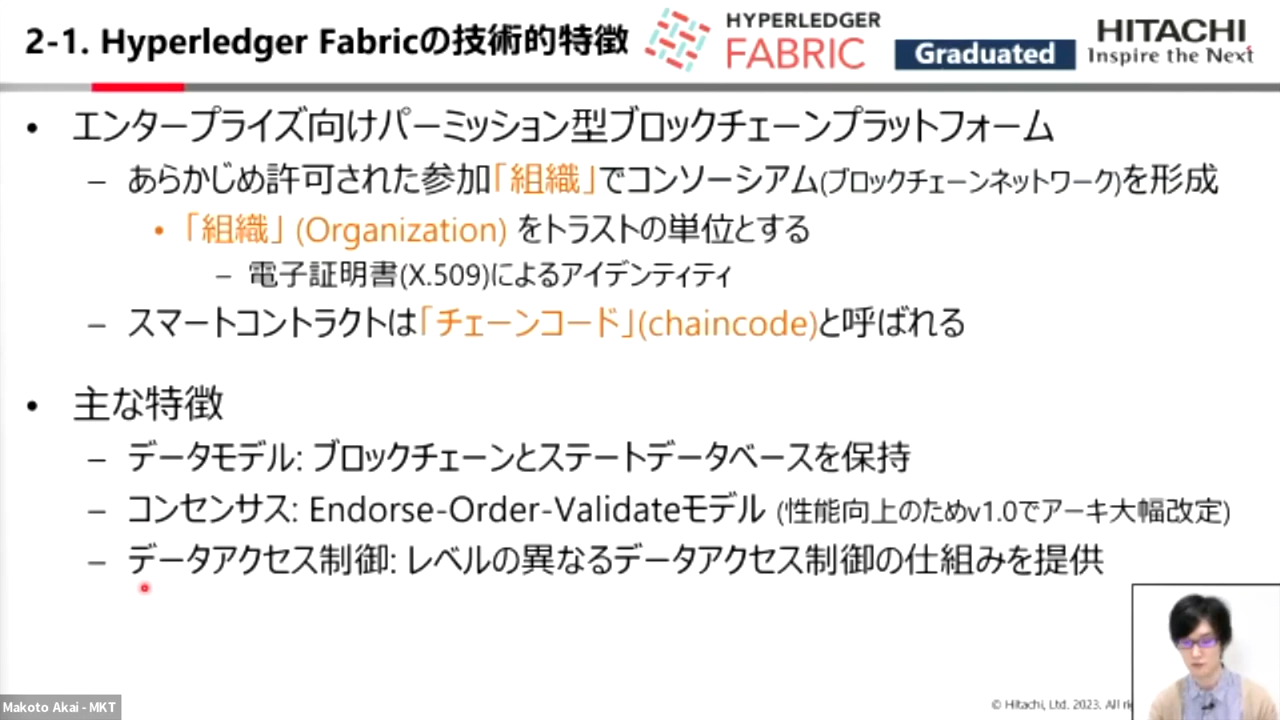 2-1. Hyperledger Fabricの技術的特徴
HYPERLEDGER
FABRIC
Graduated
HITACHI
Inspire the Next
• エンタープライズ向けパーミッション型ブロックチェーンプラットフォーム
– あらかじめ許可された参加「組織」でコンソーシアム(ブロックチェーンネットワーク)を形成
• 「組織」 (Organization) をトラストの単位とする
– 電子証明書(X.509)によるアイデンティティ
– スマートコントラクトは「チェーンコード」(chaincode)と呼ばれる
• 主な特徴
– データモデル: ブロックチェーンとステートデータベースを保持
– コンセンサス: Endorse-Order-Validateモデル (性能向上のためv1.0でアーキ大幅改定)
– データアクセス制御: レベルの異なるデータアクセス制御の仕組みを提供
Makoto Akai - MKT
© Hitachi, Ltd. 2023. All